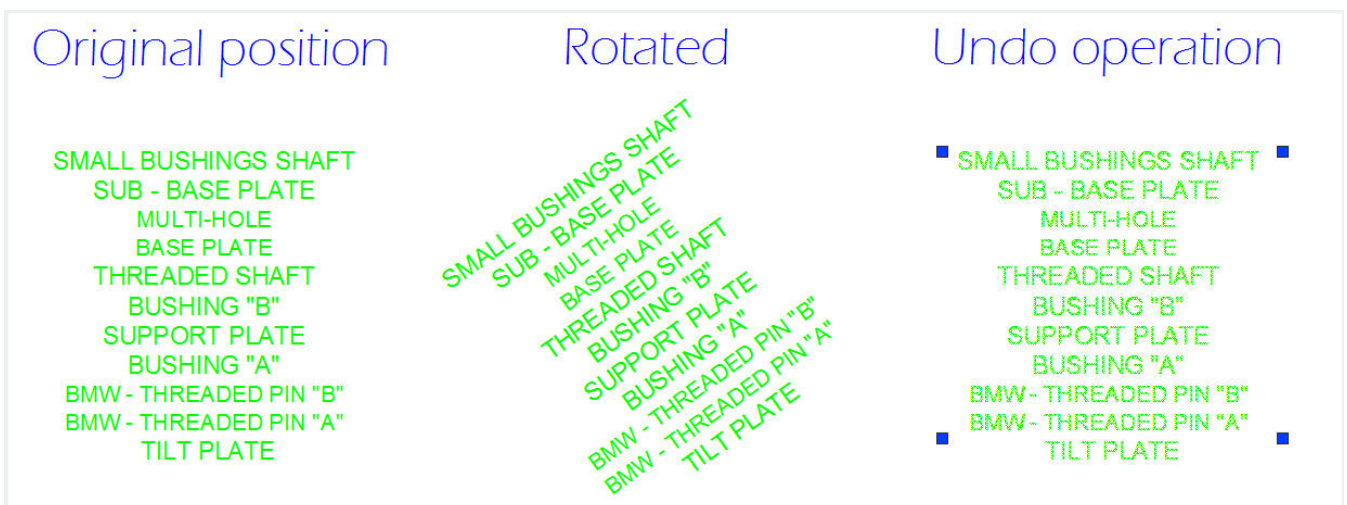 Original position
SMALL BUSHINGS SHAFT
SUB - BASE PLATE
MULTI-HOLE
BASE PLATE
THREADED SHAFT
BUSHING "B"
SUPPORT PLATE
BUSHING "A"
BMW - THREADED PIN "B"
BMW - THREADED PIN "A"
TILT PLATE
Rotated
SMALL BUSHINGS SHAFT
SUB - BASE PLATE
MULTI-HOLE
BASE PLATE
THREADED SHAFT
BUSHING "B"
SUPPORT PLATE
BUSHING "A"
BMW - THREADED PIN "B"
BMW - THREADED PIN "A"
TILT PLATE
Undo operation
SMALL BUSHINGS SHAFT
SUB - BASE PLATE
MULTI-HOLE
BASE PLATE
THREADED SHAFT
BUSHING "B"
SUPPORT PLATE
BUSHING "A"
BMW - THREADED PIN "B"
BMW - THREADED PIN "A"
TILT PLATE